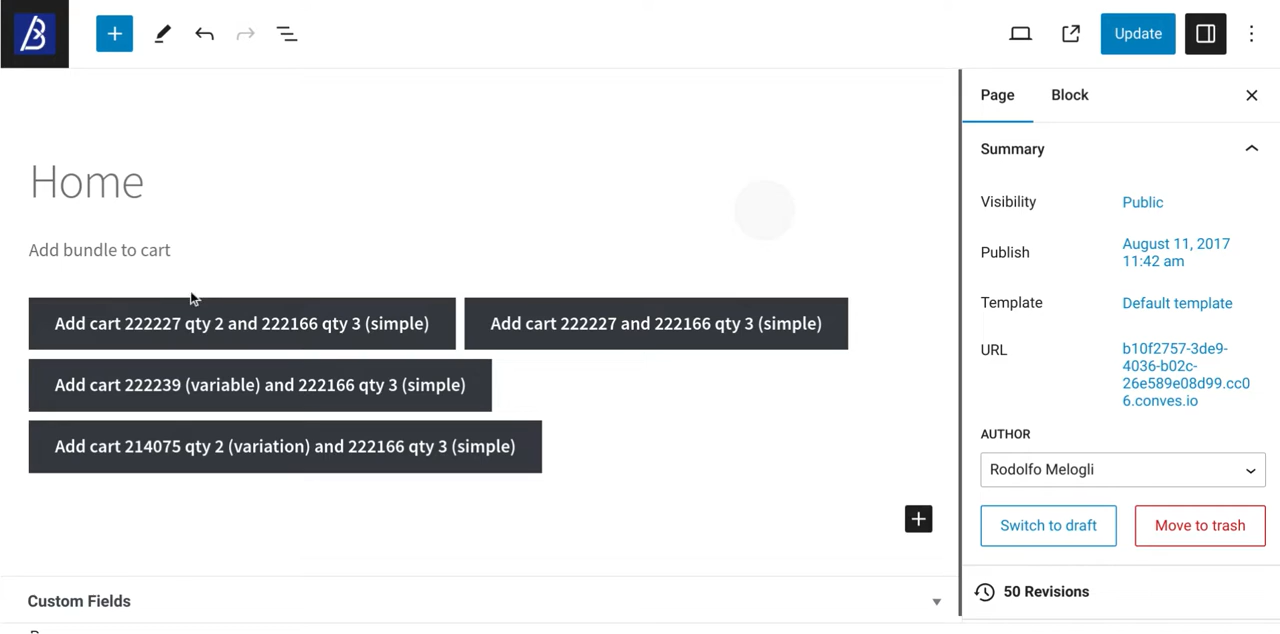 Update
Home
Add bundle to cart
Add cart 222227 qty 2 and 222166 qty 3 (simple)
Add cart 222227 and 222166 qty 3 (simple)
Add cart 222239 (variable) and 222166 qty 3 (simple)
Add cart 214075 qty 2 (variation) and 222166 qty 3 (simple)
Custom Fields
Page
Block
Summary
Visibility
Public
Publish
August 11, 2017
11:42 am
Template
Default template
URL
b10f2757-3de9-
4036-b02c-
26e589e08d99.cc0
6.conves.io
AUTHOR
Rodolfo Melogli
Switch to draft
Move to trash
50 Revisions